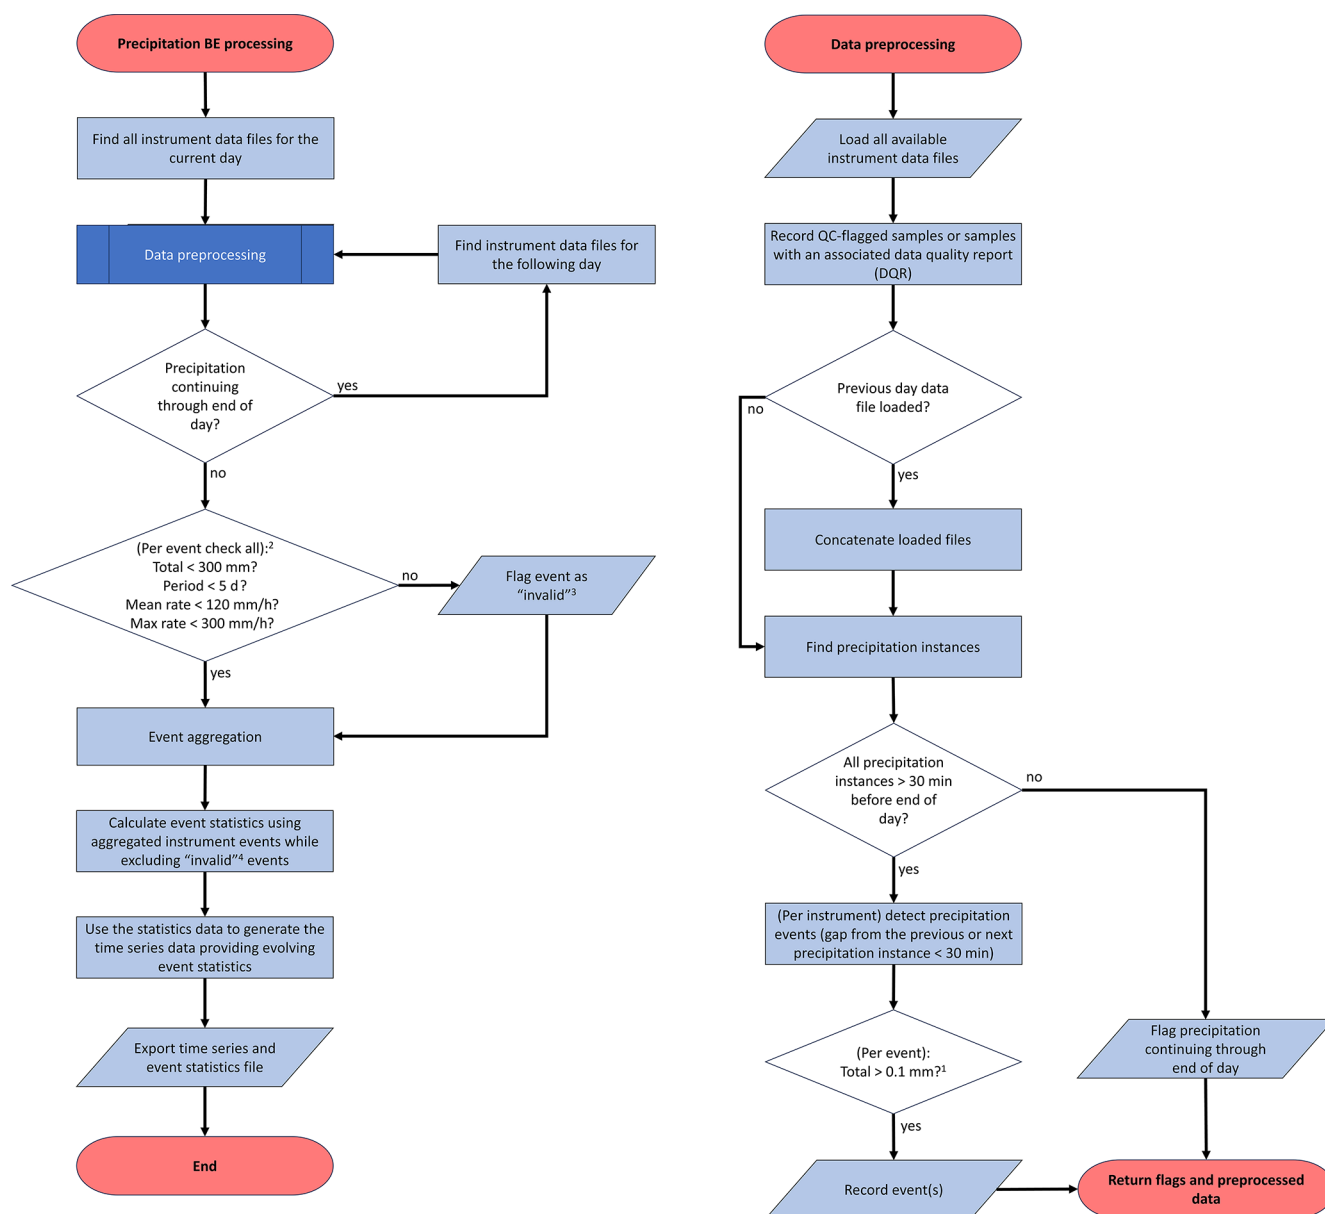 Precipitation BE processing
Find all instrument data files for the
current day
Data preprocessing
Find instrument data files for
the following day
Precipitation
continuing
through end of
day?
yes
no
(Per event check all):²
Total < 300 mm?
Period < 5 d?
Mean rate < 120 mm/h?
Max rate < 300 mm/h?
no
Flag event as
“invalid”³
yes
Event aggregation
Calculate event statistics using
aggregated instrument events while
excluding “invalid”⁴ events
Use the statistics data to generate the
time series data providing evolving
event statistics
Export time series and
event statistics file
End
Data preprocessing
Load all available
instrument data files
Record QC-flagged samples or samples
with an associated data quality report
(DQR)
Previous day data
file loaded?
no
yes
Concatenate loaded files
Find precipitation instances
All precipitation
instances > 30 min
before end of
day?
no
yes
(Per instrument) detect precipitation
events (gap from the previous or next
precipitation instance < 30 min)
(Per event):
Total > 0.1 mm?¹
Flag precipitation
continuing through
end of day
yes
Record event(s)
Return flags and preprocessed
data